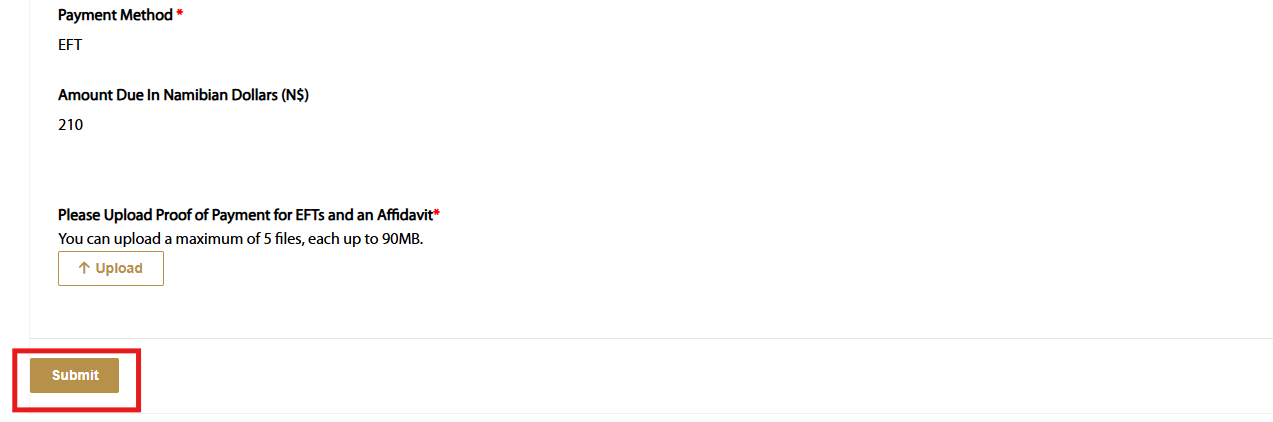 Payment Method *
EFT
Amount Due In Namibian Dollars (N$)
210
Please Upload Proof of Payment for EFTs and an Affidavit*
You can upload a maximum of 5 files, each up to 90MB.
Upload
Submit